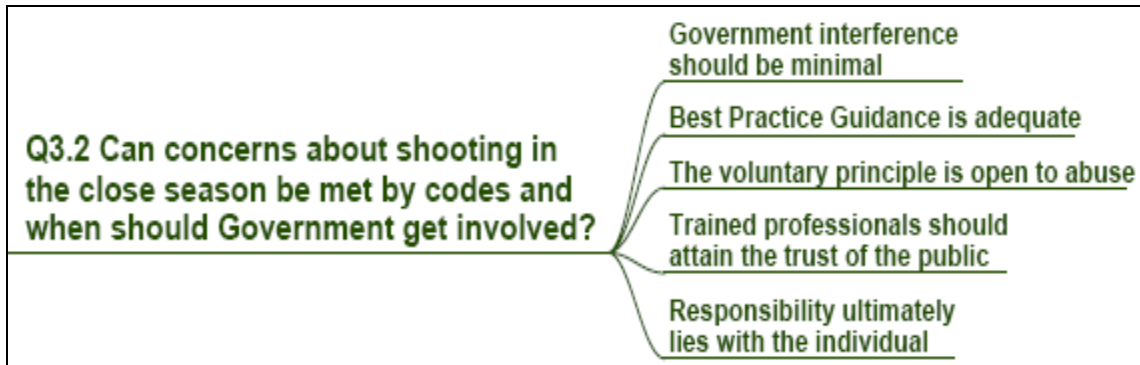 Q3.2 Can concerns about shooting in
the close season be met by codes and
when should Government get involved?
Government interference
should be minimal
Best Practice Guidance is adequate
The voluntary principle is open to abuse
Trained professionals should
attain the trust of the public
Responsibility ultimately
lies with the individual